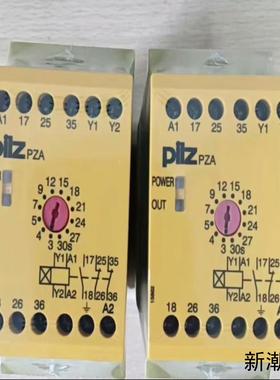 A1 17 25 35 Y1 Y2
pilz PZA
12 15
9 18
8 21
7 24
5 27
4 3 30s
Y1 A1 17 25 35
Y2 A2 18 26 36
18 26 36 A2
A1 17 25 35 Y1
pilz PZA
POWER
OUT
12 15
9 18
8 21
7 24
5 27
4 3 30s
Y1 A1 17 25
Y2 A2 18 26
18 26 36
新潮